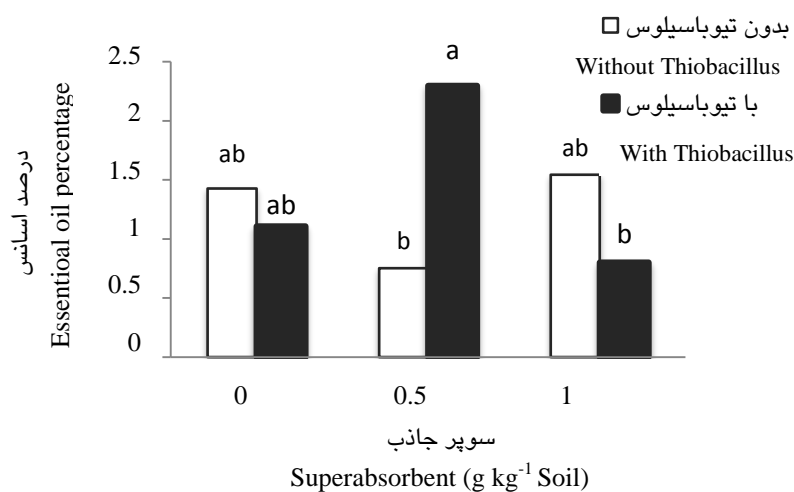 بدون تیوباسیلوس
Without Thiobacillus
با تیوباسیلوس
With Thiobacillus
درصد اسانس
Essentioal oil percentage
2.5
2
1.5
1
0.5
0
ab
ab
b
a
ab
b
0
0.5
1
سوپر جاذب
Superabsorbent (g kg-1 Soil)